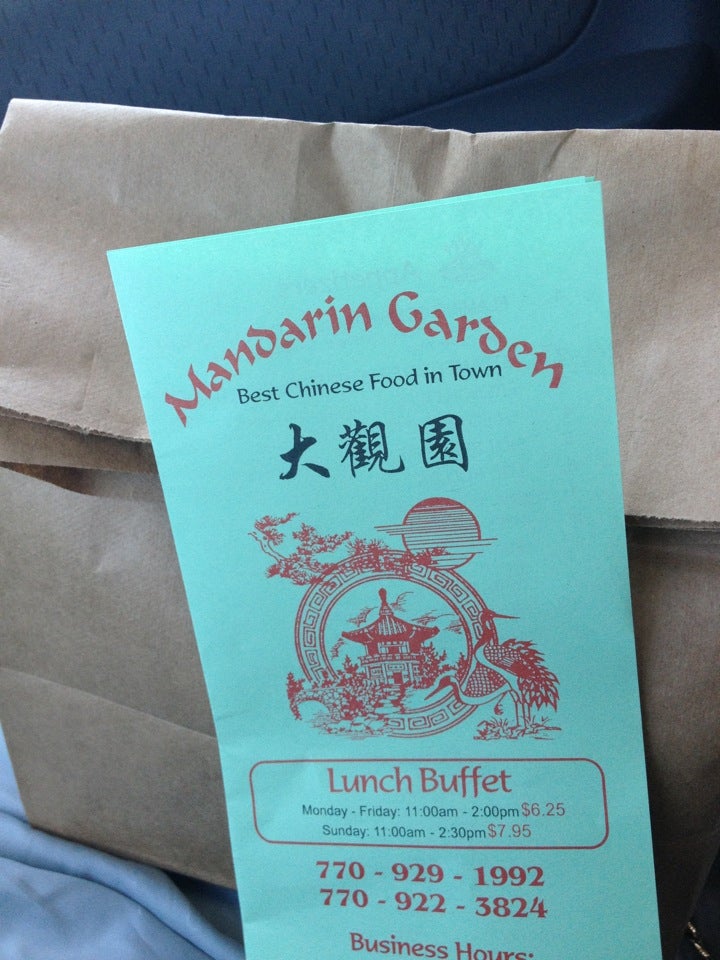 Mandarin Garden
Best Chinese Food in Town
大觀園
Lunch Buffet
Monday - Friday: 11:00am - 2:00pm $6.25
Sunday: 11:00am - 2:30pm $7.95
770 - 929 - 1992
770 - 922 - 3824
Business Hours: